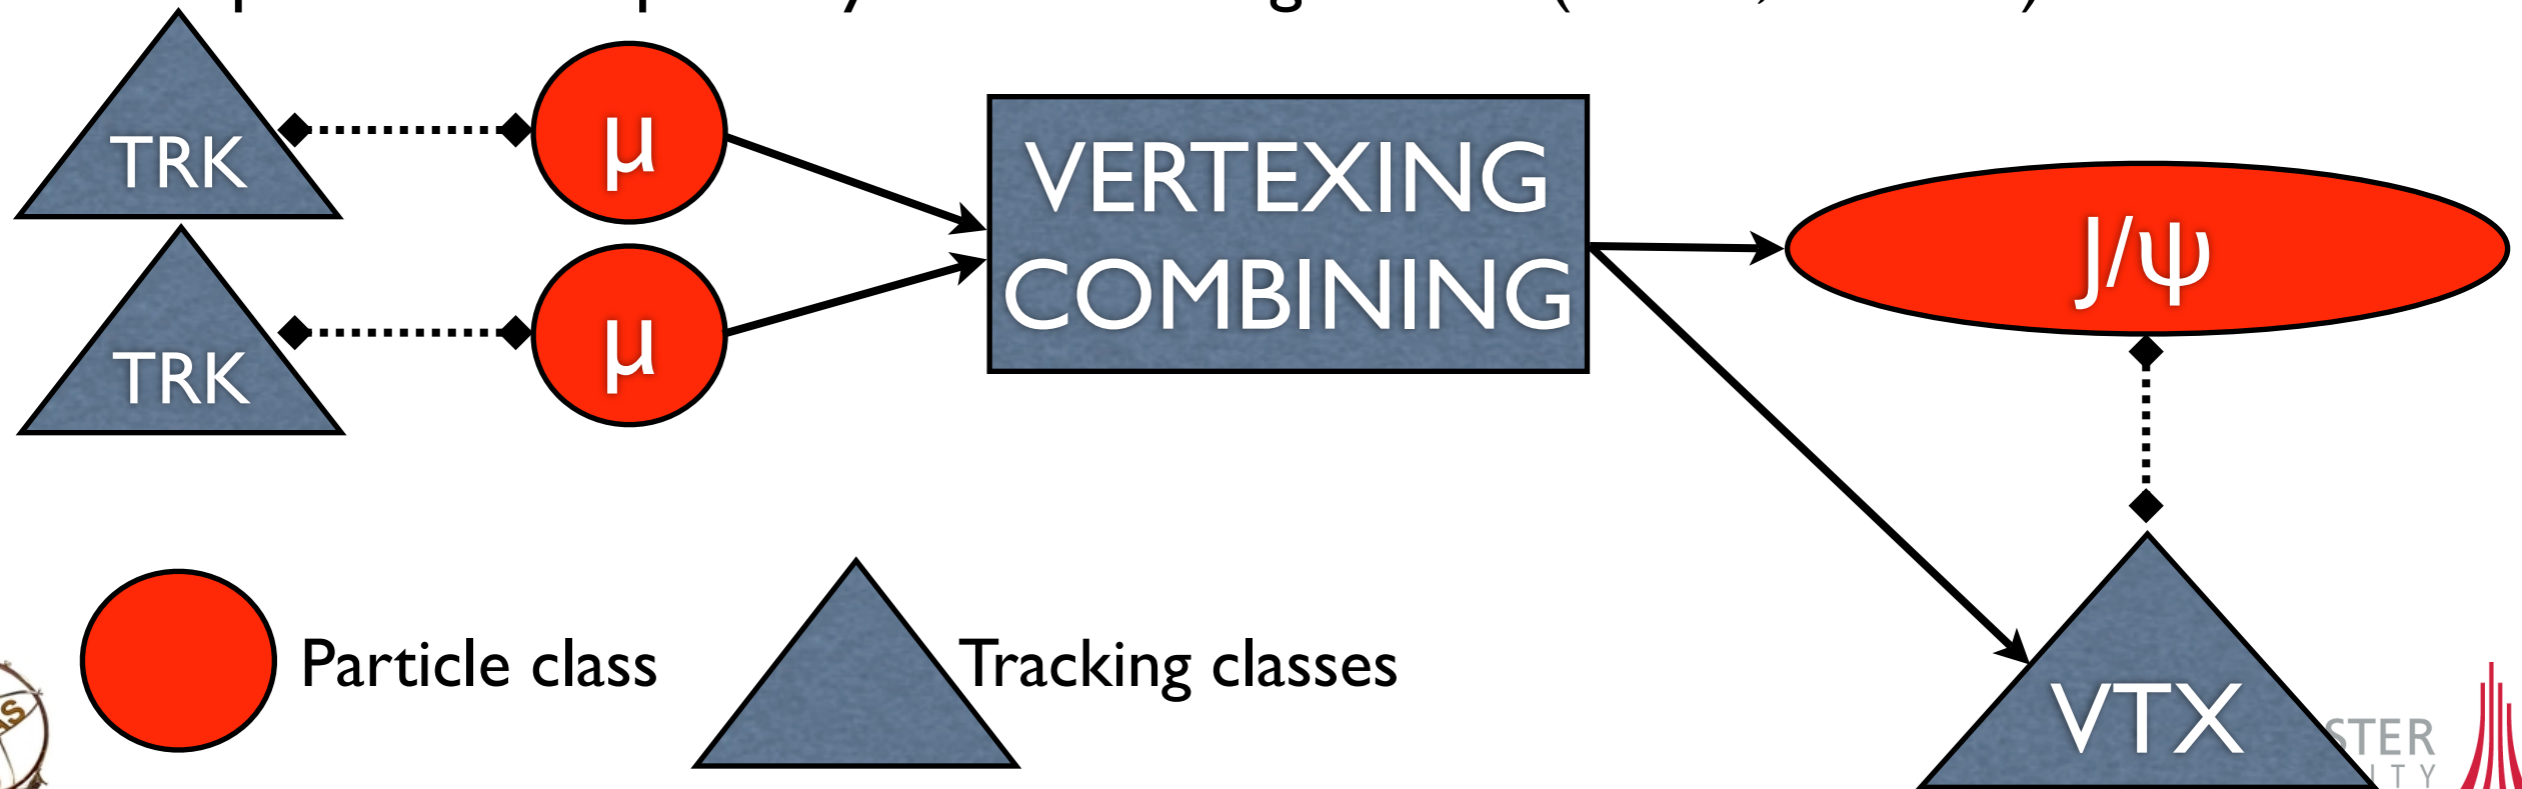 TRK
μ
VERTEXING
COMBINING
J/ψ
TRK
μ
Particle class
Tracking classes
VTX